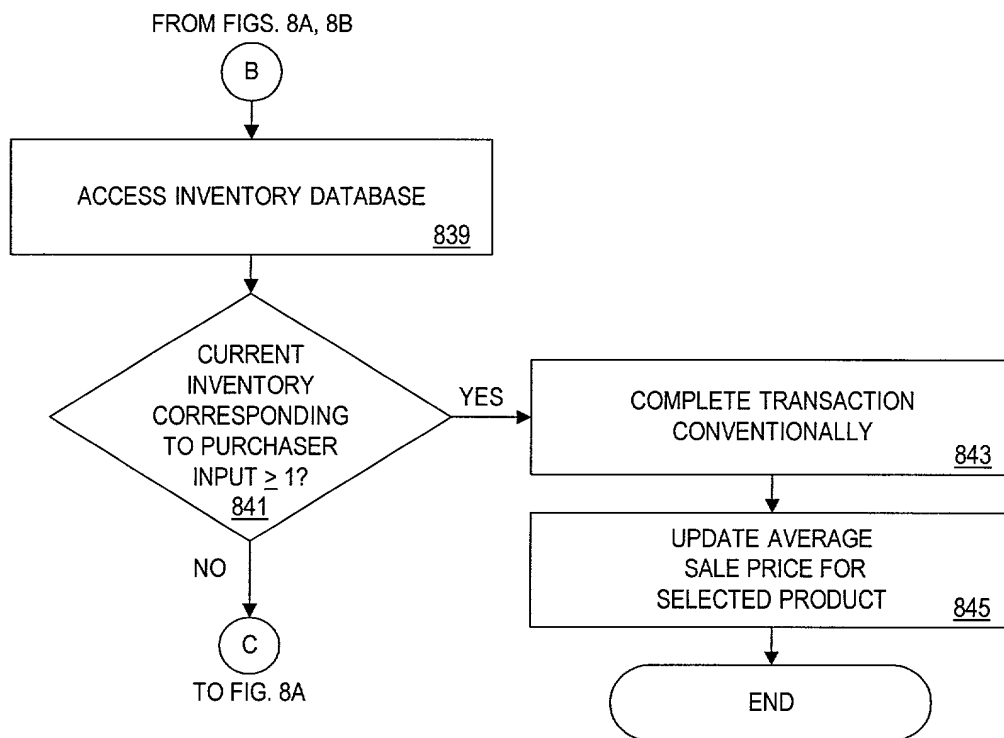 FROM FIGS. 8A, 8B
B
ACCESS INVENTORY DATABASE
839
CURRENT
INVENTORY
CORRESPONDING
TO PURCHASER
INPUT ≥ 1?
841
YES
COMPLETE TRANSACTION
CONVENTIONALLY
843
UPDATE AVERAGE
SALE PRICE FOR
SELECTED PRODUCT
845
END
NO
C
TO FIG. 8A